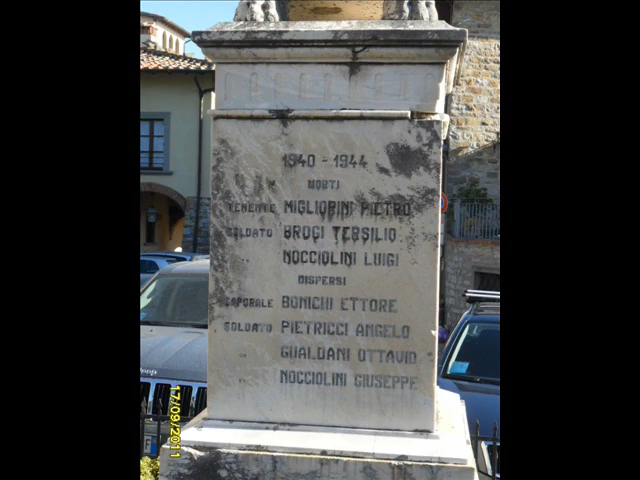 1940 - 1944
MORTI
TENENTE MIGLIORINI PIETRO
SOLDATO BROGI TERSILIO
" NOCCIOLINI LUIGI
DISPERSI
CAPORALE BONICHI ETTORE
SOLDATO PIETRICCI ANGELO
" GUALDANI OTTAVIO
" NOCCIOLINI GIUSEPPE
17/09/2011